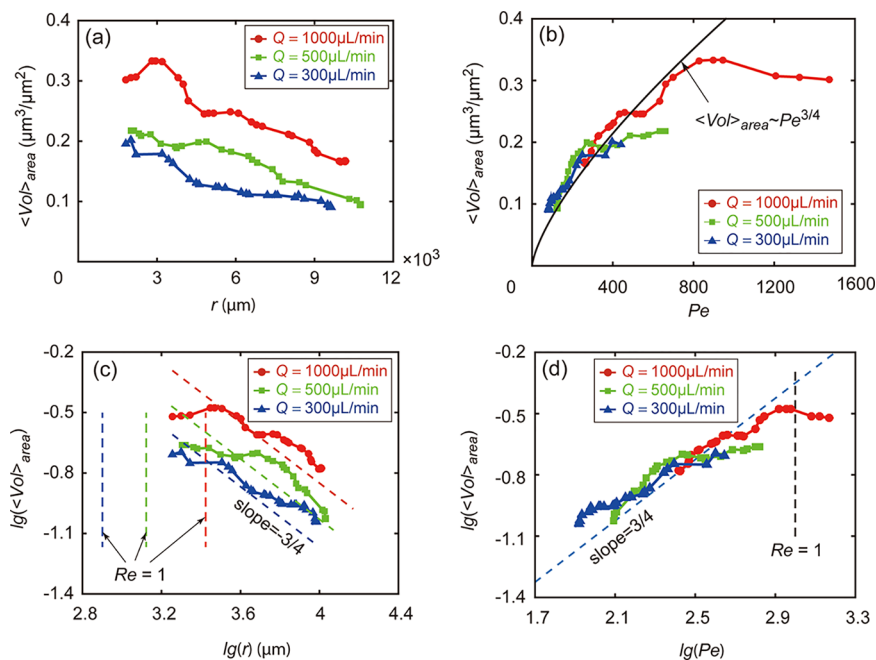 (a)
Q = 1000μL/min
Q = 500μL/min
Q = 300μL/min
<Vol>area (μm³/μm²)
0.4
0.3
0.2
0.1
0
3
6
9
12
×10³
r (μm)
(b)
<Vol>area~Pe3/4
Q = 1000μL/min
Q = 500μL/min
Q = 300μL/min
<Vol>area (μm³/μm²)
0.4
0.3
0.2
0.1
0
0
400
800
1200
1600
Pe
(c)
Q = 1000μL/min
Q = 500μL/min
Q = 300μL/min
lg(<Vol>area)
-0.2
-0.5
-0.8
-1.1
-1.4
slope=-3/4
Re = 1
2.8
3.2
3.6
4
4.4
lg(r) (μm)
(d)
Q = 1000μL/min
Q = 500μL/min
Q = 300μL/min
lg(<Vol>area)
-0.2
-0.5
-0.8
-1.1
-1.4
slope=3/4
Re = 1
1.7
2.1
2.5
2.9
3.3
lg(Pe)